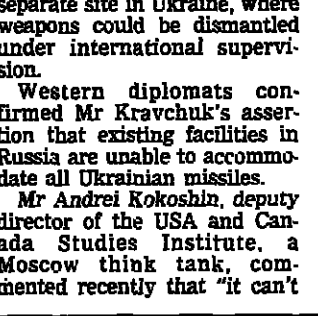 separate site in Ukraine, where
weapons could be dismantled
under international supervi-
sion.
Western diplomats con-
firmed Mr Kravchuk's asser-
tion that existing facilities in
Russia are unable to accommo-
date all Ukrainian missiles.
Mr Andrei Kokoshin, deputy
director of the USA and Can-
ada Studies Institute, a
Moscow think tank, com-
mented recently that "it can't